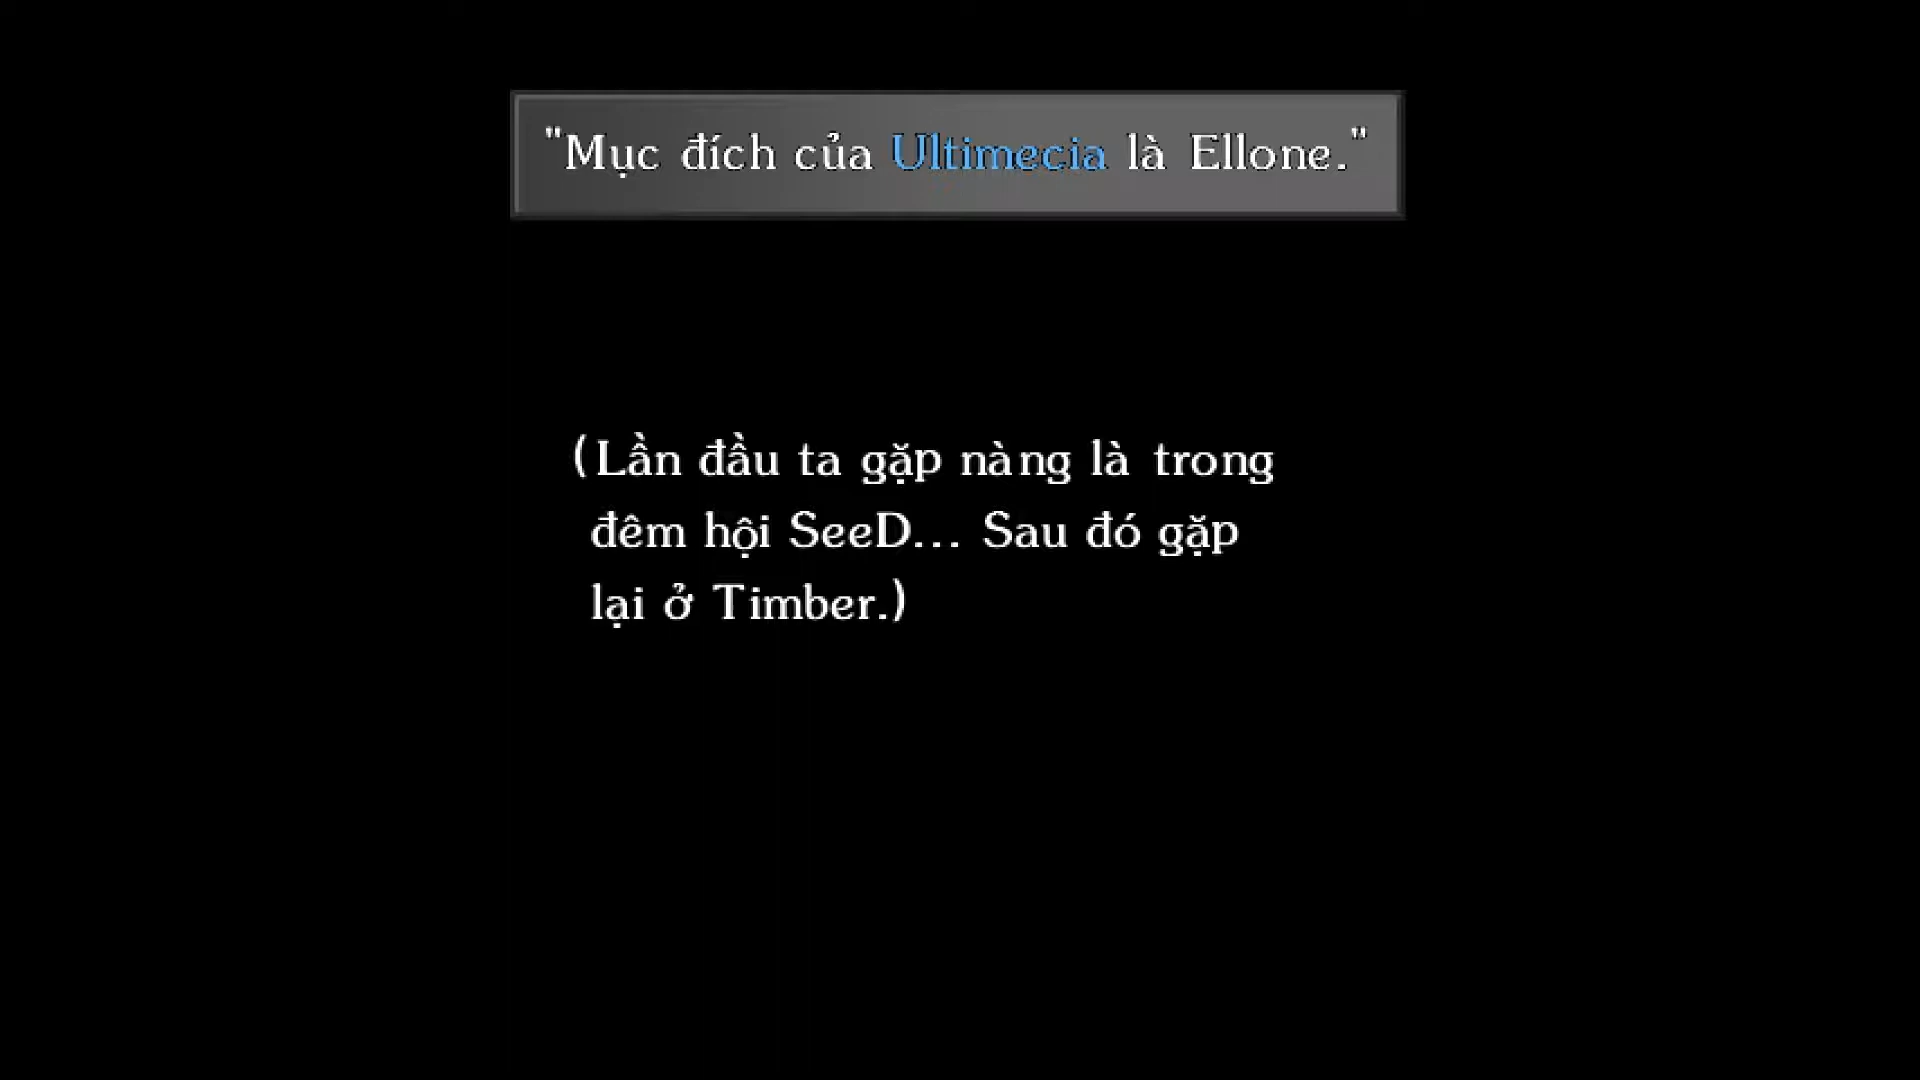 "Mục đích của Ultimecia là Ellone."
(Lần đầu ta gặp nàng là trong
đêm hội SeeD... Sau đó gặp
lại ở Timber.)